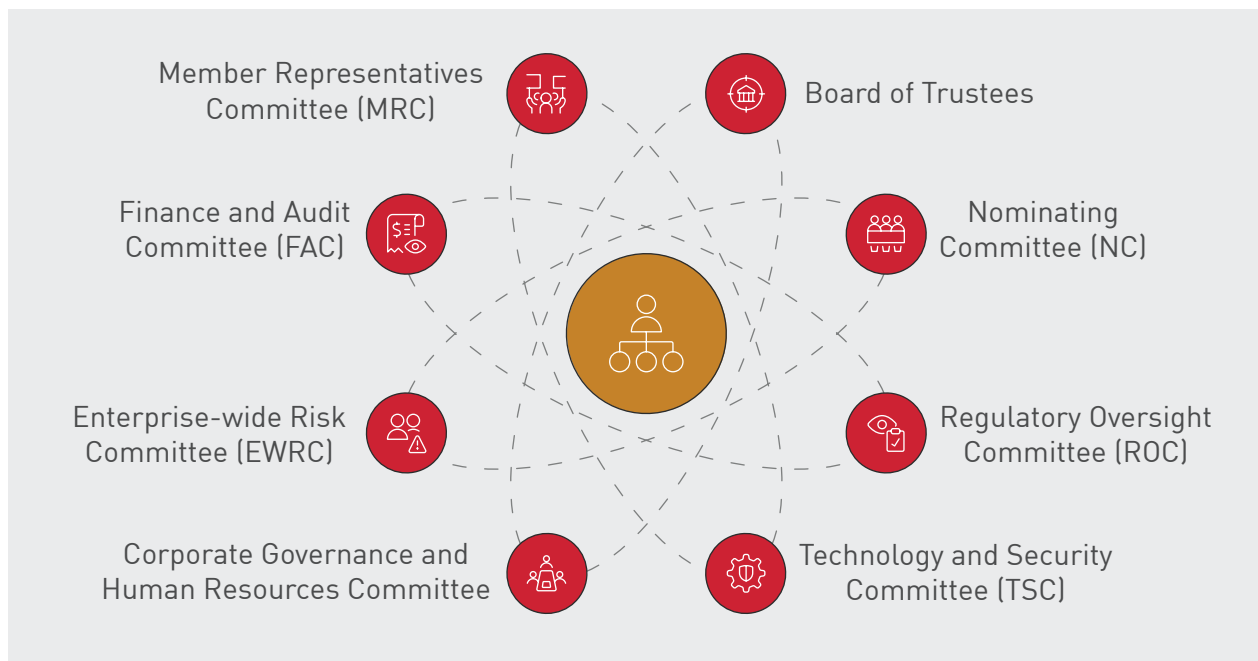 Member Representatives
Committee (MRC)
Board of Trustees
Finance and Audit
Committee (FAC)
Nominating
Committee (NC)
Enterprise-wide Risk
Committee (EWRC)
Regulatory Oversight
Committee (ROC)
Corporate Governance and
Human Resources Committee
Technology and Security
Committee (TSC)